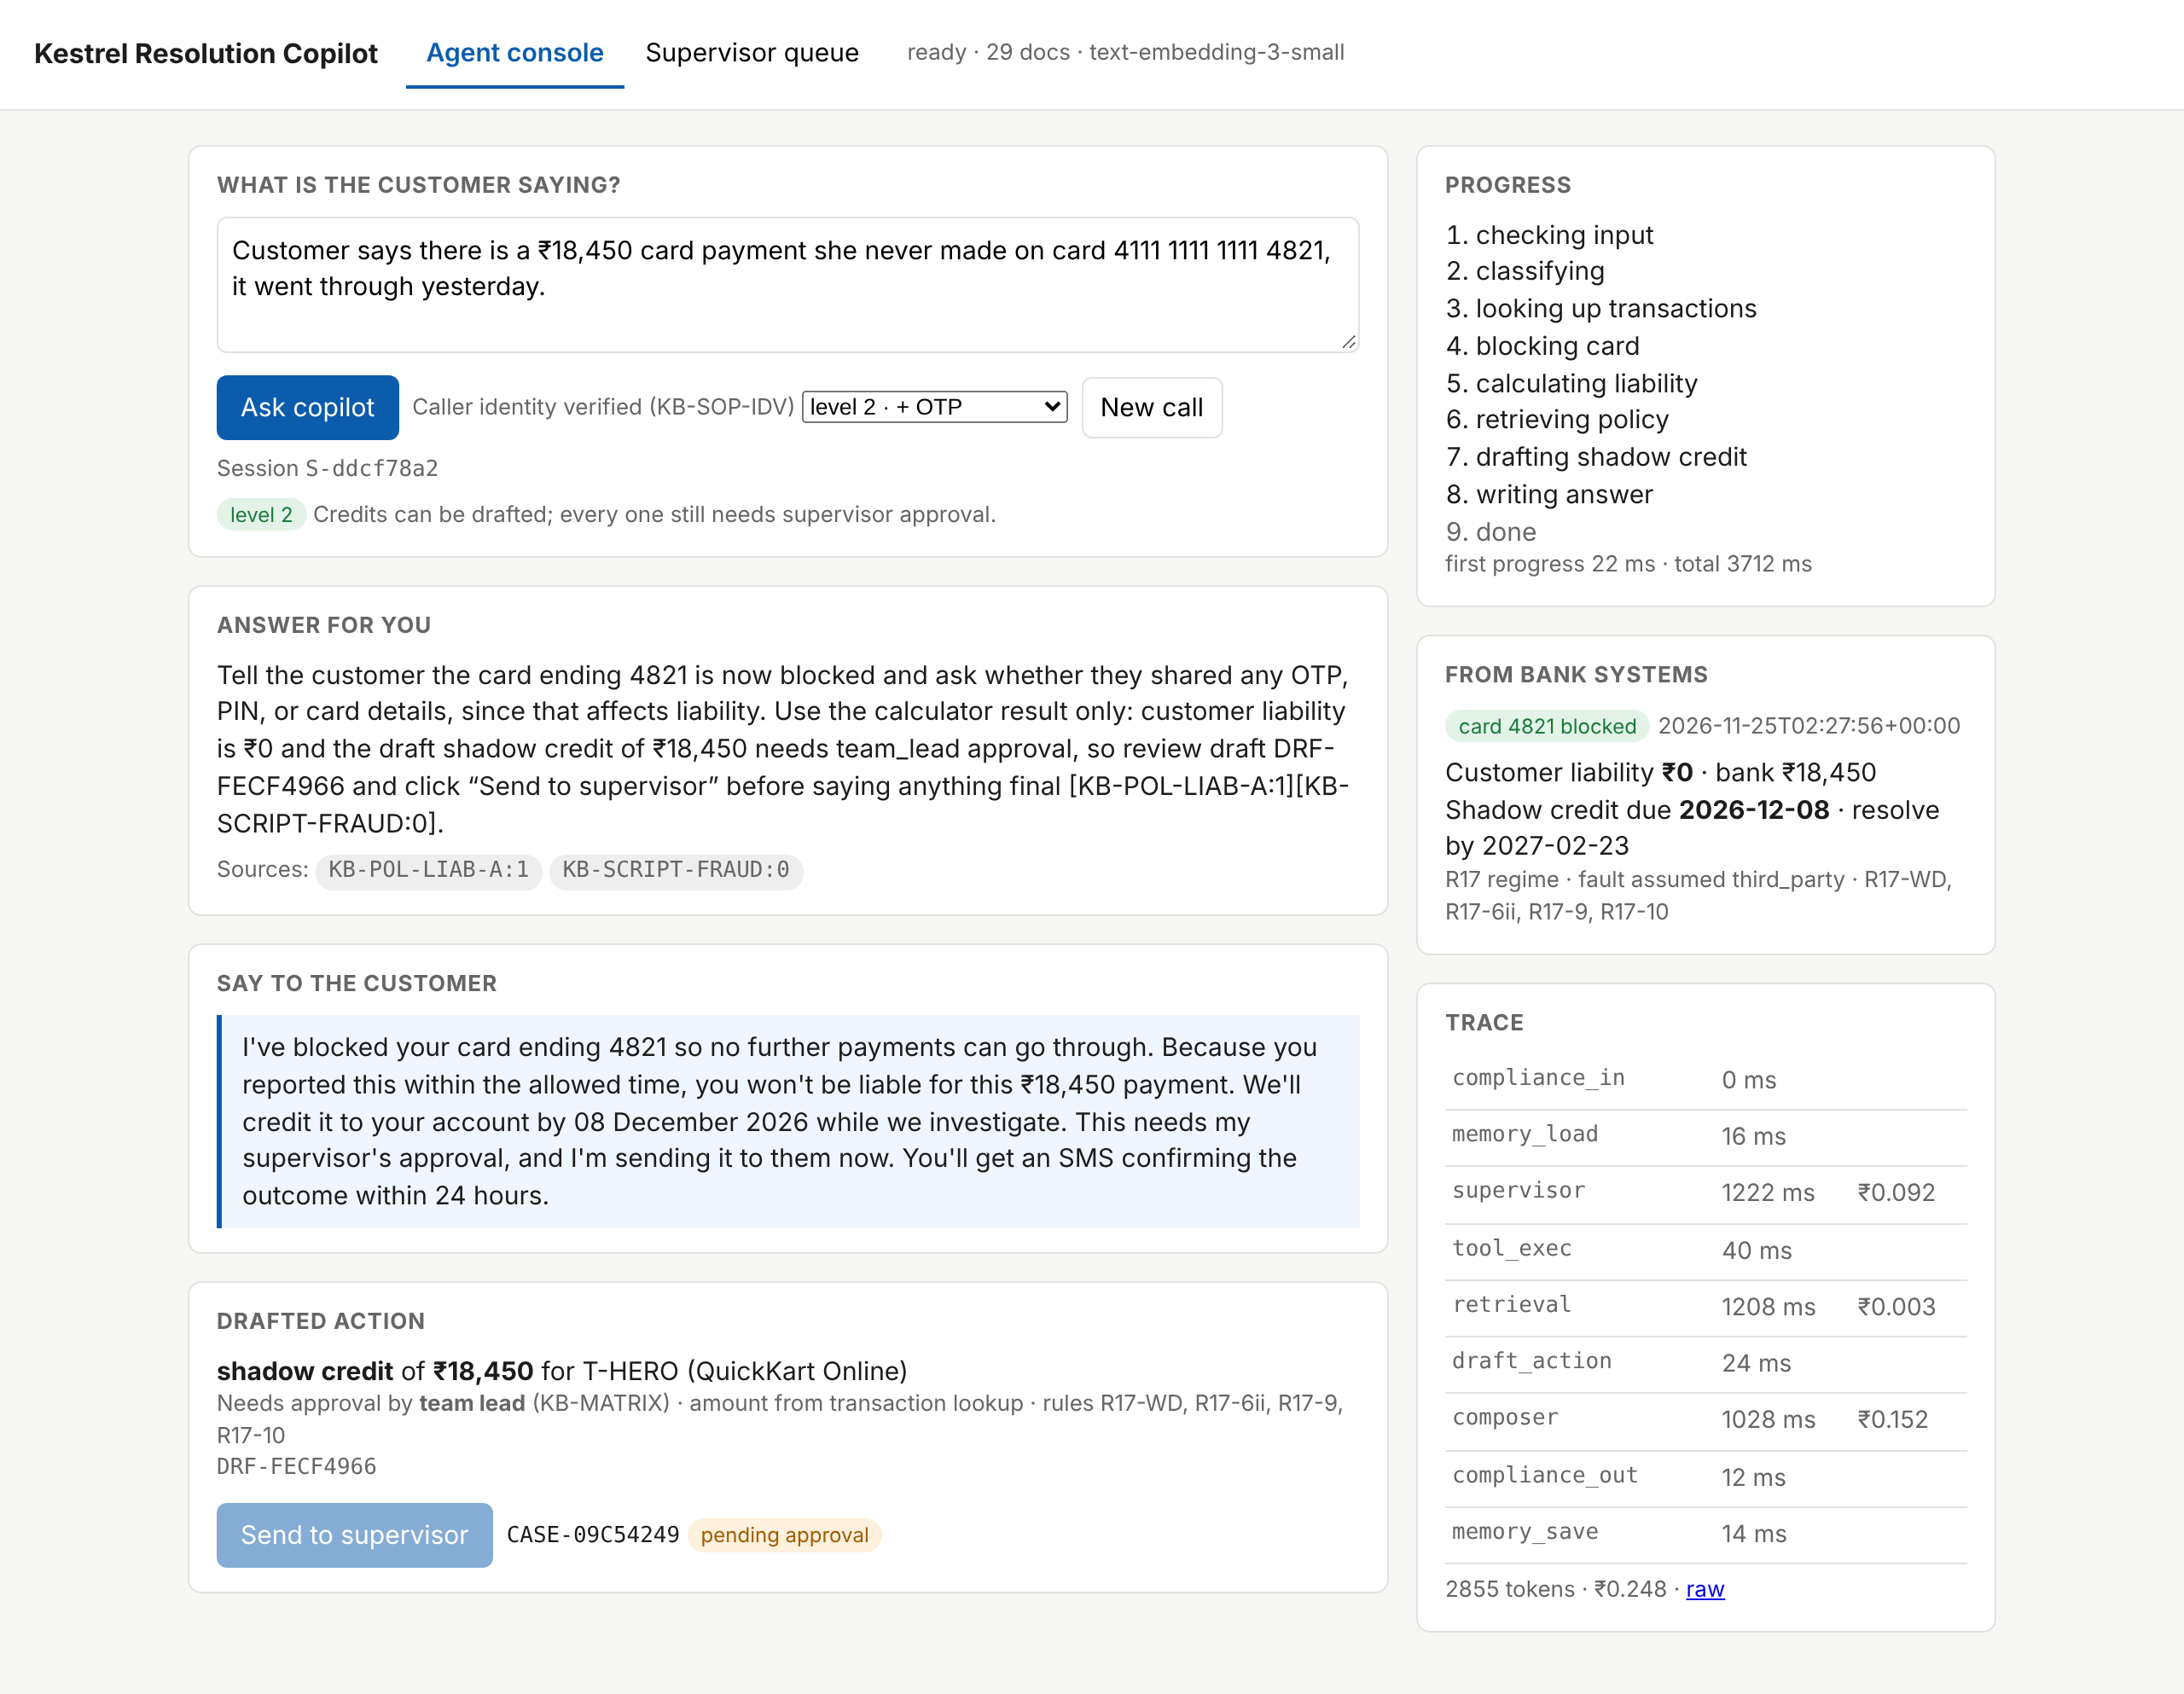 Kestrel Resolution Copilot
Agent console
Supervisor queue
ready · 29 docs · text-embedding-3-small
WHAT IS THE CUSTOMER SAYING?
Customer says there is a ₹18,450 card payment she never made on card 4111 1111 1111 4821,
it went through yesterday.
Ask copilot
Caller identity verified (KB-SOP-IDV)
level 2 · + OTP
New call
Session S-ddcf78a2
level 2 Credits can be drafted; every one still needs supervisor approval.
ANSWER FOR YOU
Tell the customer the card ending 4821 is now blocked and ask whether they shared any OTP,
PIN, or card details, since that affects liability. Use the calculator result only: customer liability
is ₹0 and the draft shadow credit of ₹18,450 needs team_lead approval, so review draft DRF-
FECF4966 and click “Send to supervisor” before saying anything final [KB-POL-LIAB-A:1][KB-
SCRIPT-FRAUD:0].
Sources: KB-POL-LIAB-A:1 KB-SCRIPT-FRAUD:0
SAY TO THE CUSTOMER
I've blocked your card ending 4821 so no further payments can go through. Because you
reported this within the allowed time, you won't be liable for this ₹18,450 payment. We'll
credit it to your account by 08 December 2026 while we investigate. This needs my
supervisor's approval, and I'm sending it to them now. You'll get an SMS confirming the
outcome within 24 hours.
DRAFTED ACTION
shadow credit of ₹18,450 for T-HERO (QuickKart Online)
Needs approval by team lead (KB-MATRIX) · amount from transaction lookup · rules R17-WD, R17-6ii, R17-9,
R17-10
DRF-FECF4966
Send to supervisor CASE-09C54249 pending approval
PROGRESS
1. checking input
2. classifying
3. looking up transactions
4. blocking card
5. calculating liability
6. retrieving policy
7. drafting shadow credit
8. writing answer
9. done
first progress 22 ms · total 3712 ms
FROM BANK SYSTEMS
card 4821 blocked 2026-11-25T02:27:56+00:00
Customer liability ₹0 · bank ₹18,450
Shadow credit due 2026-12-08 · resolve
by 2027-02-23
R17 regime · fault assumed third_party · R17-WD,
R17-6ii, R17-9, R17-10
TRACE
compliance_in 0 ms
memory_load 16 ms
supervisor 1222 ms ₹0.092
tool_exec 40 ms
retrieval 1208 ms ₹0.003
draft_action 24 ms
composer 1028 ms ₹0.152
compliance_out 12 ms
memory_save 14 ms
2855 tokens · ₹0.248 · raw